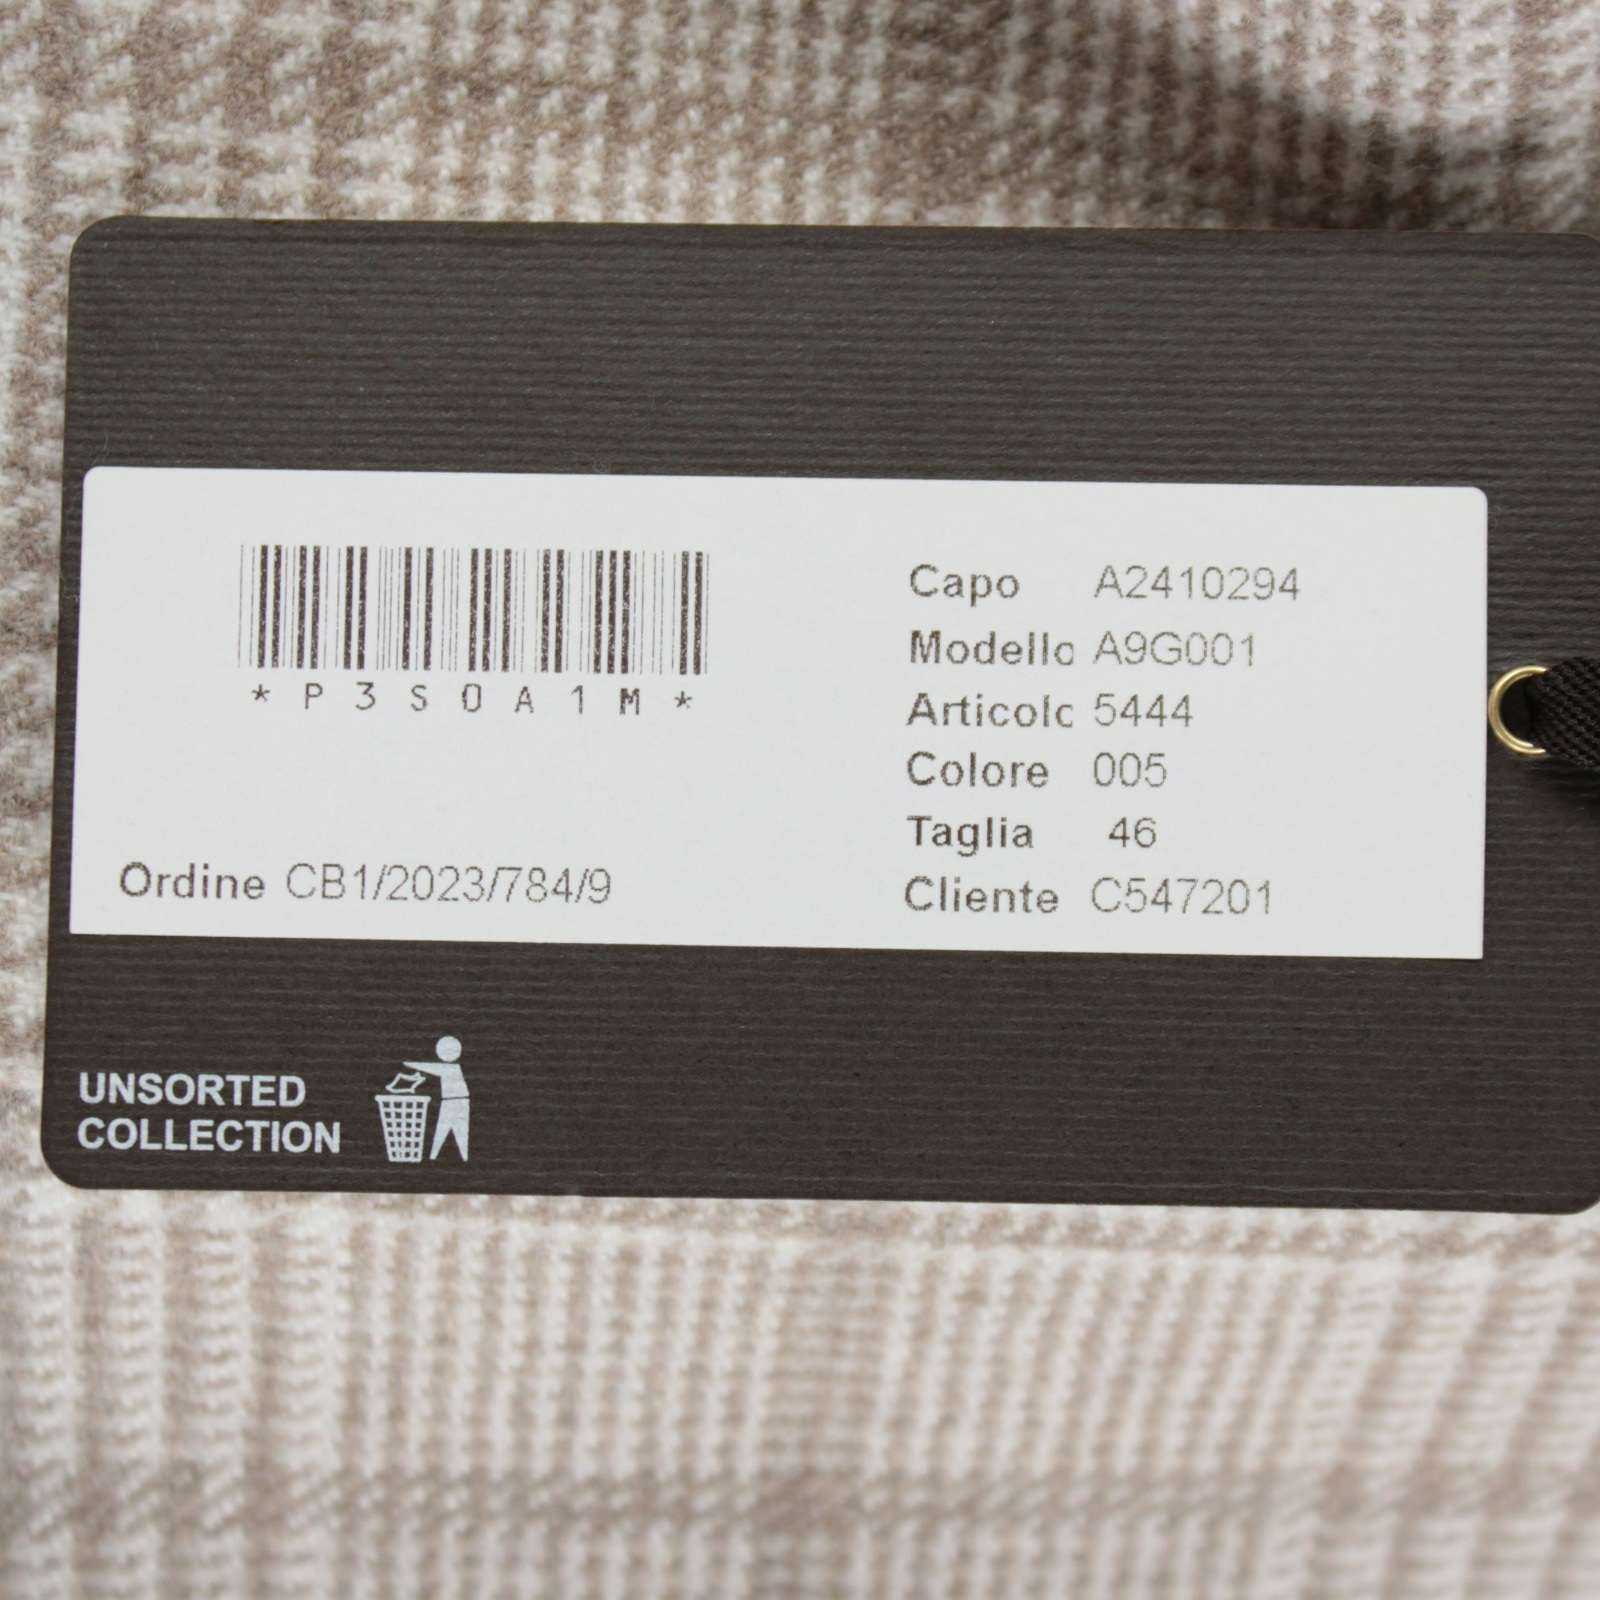 *P3S0A1M*
Ordine CB1/2023/784/9
Capo A2410294
Modello A9G001
Articolo 5444
Colore 005
Taglia 46
Cliente C547201
UNSORTED
COLLECTION